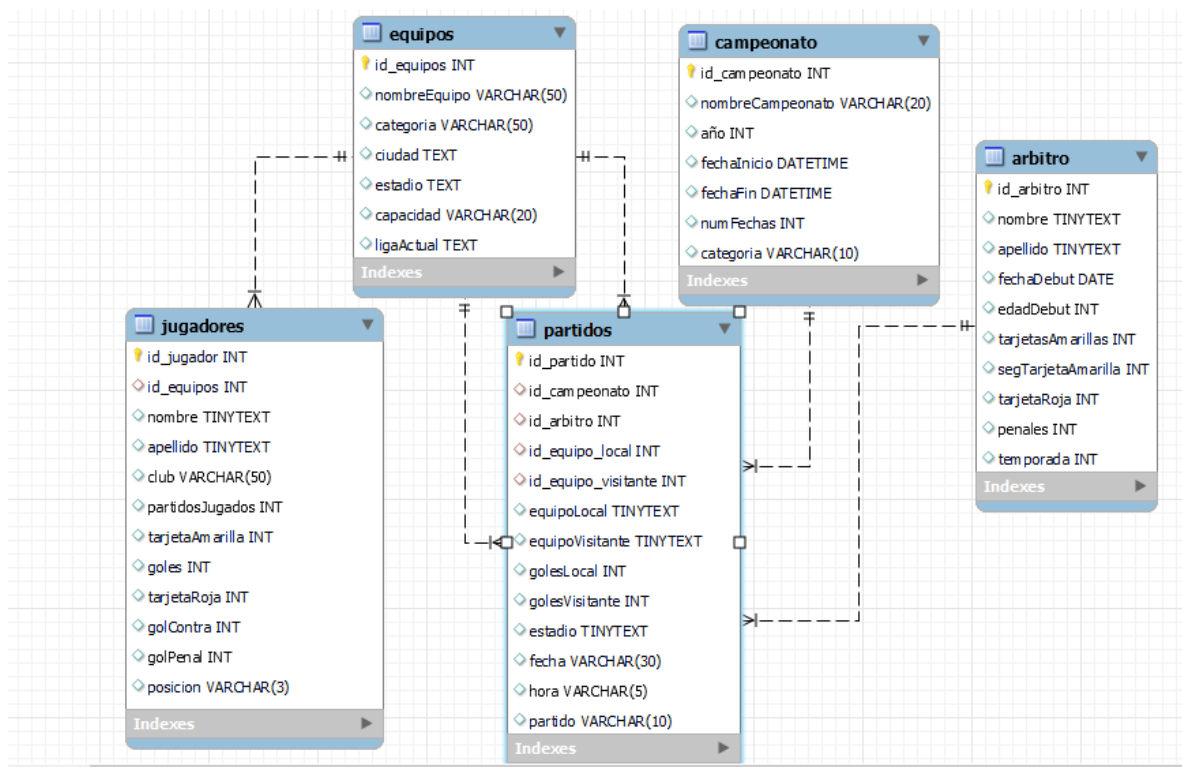 equipos
id_equipos INT
nombreEquipo VARCHAR(50)
categoria VARCHAR(50)
ciudad TEXT
estadio TEXT
capacidad VARCHAR(20)
ligaActual TEXT
Indexes
campeonato
id_campeonato INT
nombreCampeonato VARCHAR(20)
año INT
fechaInicio DATETIME
fechaFin DATETIME
numFechas INT
categoria VARCHAR(10)
Indexes
arbitro
id_arbitro INT
nombre TINYTEXT
apellido TINYTEXT
fechaDebut DATE
edadDebut INT
tarjetasAmarillas INT
segTarjetaAmarilla INT
tarjetaRoja INT
penales INT
temporada INT
Indexes
jugadores
id_jugador INT
id_equipos INT
nombre TINYTEXT
apellido TINYTEXT
club VARCHAR(50)
partidosJugados INT
tarjetaAmarilla INT
goles INT
tarjetaRoja INT
golContra INT
golPenal INT
posicion VARCHAR(3)
Indexes
partidos
id_partido INT
id_campeonato INT
id_arbitro INT
id_equipo_local INT
id_equipo_visitante INT
equipoLocal TINYTEXT
equipoVisitante TINYTEXT
golesLocal INT
golesVisitante INT
estadio TINYTEXT
fecha VARCHAR(30)
hora VARCHAR(5)
partido VARCHAR(10)
Indexes